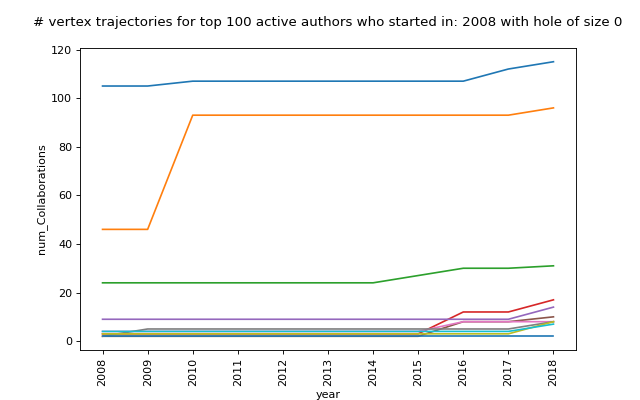 # vertex trajectories for top 100 active authors who started in: 2008 with hole of size 0
120
100
80
60
40
20
0
num_Collaborations
2008 2009 2010 2011 2012 2013 2014 2015 2016 2017 2018
year